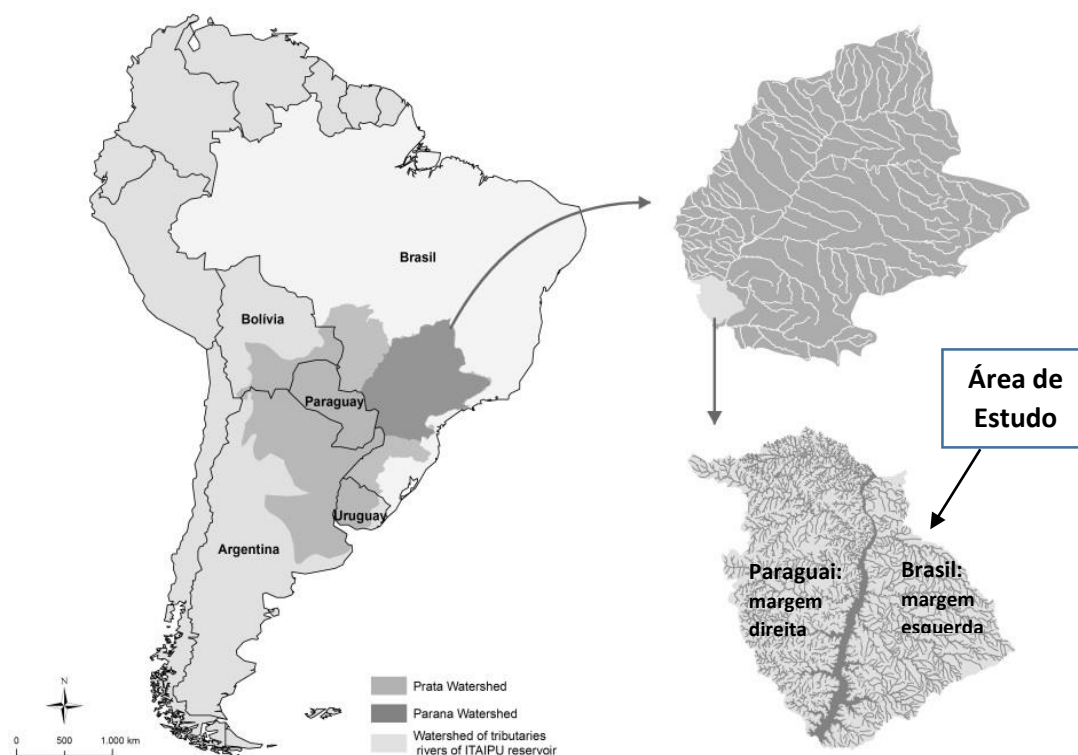 Brasil
Bolívia
Paraguay
Uruguay
Argentina
N
0 500 1.000 km
Prata Watershed
Parana Watershed
Watershed of tributaries
rivers of ITAIPU reservoir
Área de
Estudo
Paraguai:
margem
direita
Brasil:
margem
esquerda